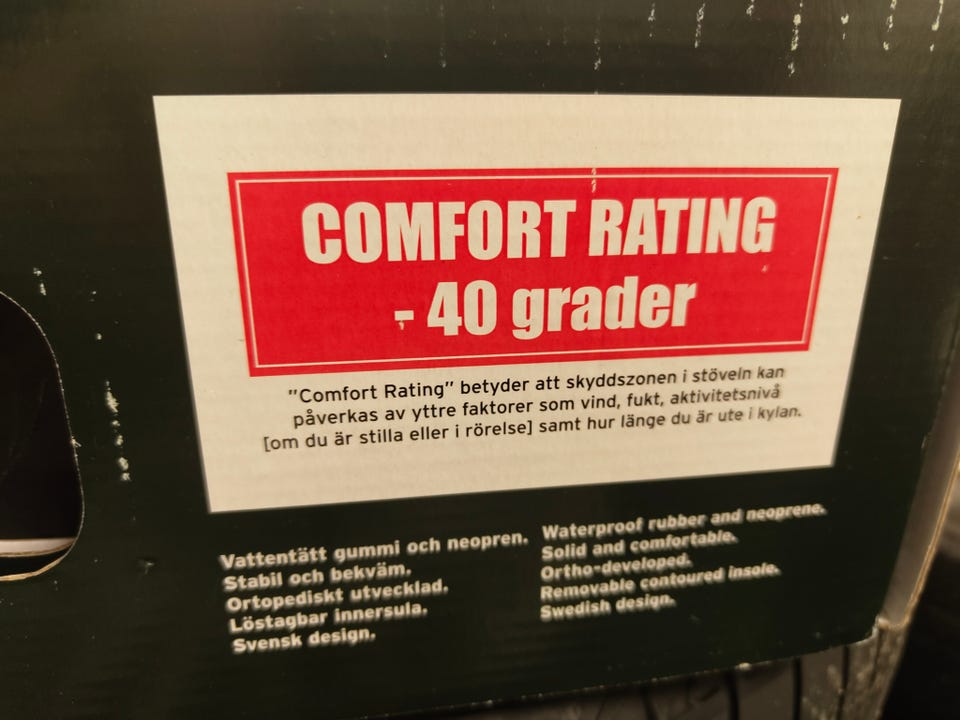 COMFORT RATING
- 40 grader
"Comfort Rating" betyder att skyddszonen i stöveln kan
påverkas av yttre faktorer som vind, fukt, aktivitetsnivå
[om du är stilla eller i rörelse] samt hur länge du är ute i kylan.
Vattentätt gummi och neopren.
Stabil och bekväm.
Ortopediskt utvecklad.
Löstagbar innersula.
Svensk design.
Waterproof rubber and neoprene.
Solid and comfortable.
Ortho-developed.
Removable contoured insole.
Swedish design.